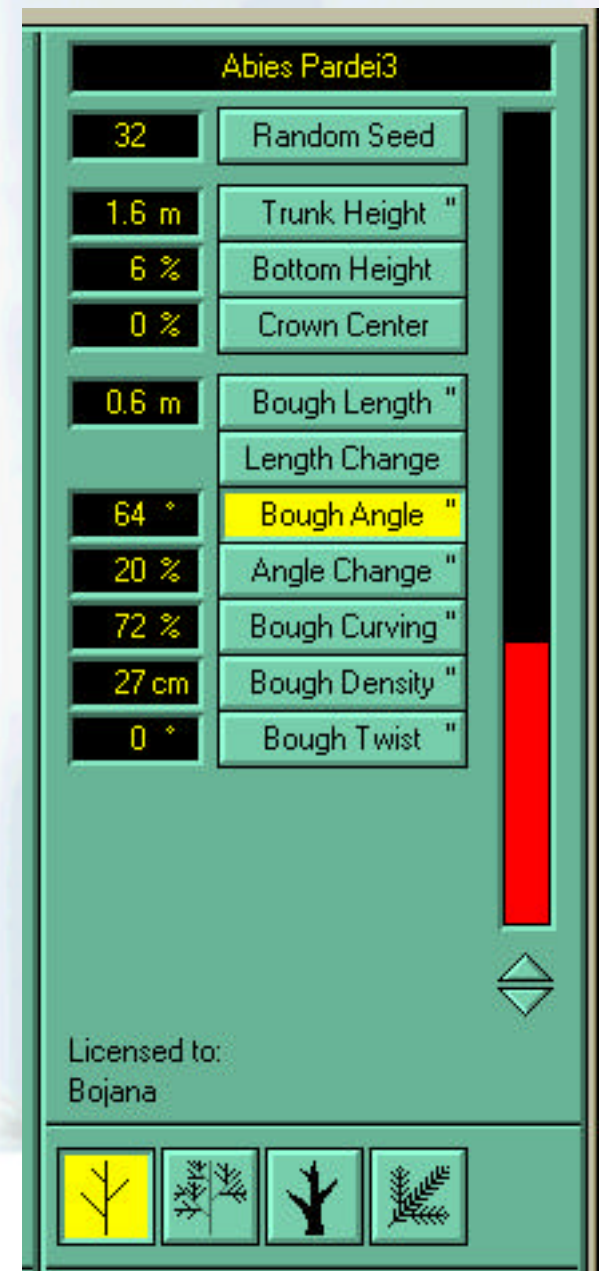 Abies Pardei3
32 Random Seed
1.6 m Trunk Height "
6 % Bottom Height
0 % Crown Center
0.6 m Bough Length "
Length Change
64 ° Bough Angle "
20 % Angle Change "
72 % Bough Curving "
27 cm Bough Density "
0 ° Bough Twist "
Licensed to:
Bojana